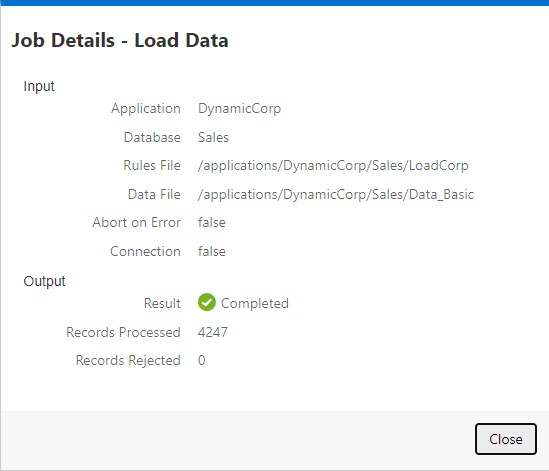 Job Details - Load Data
Input
Application DynamicCorp
Database Sales
Rules File /applications/DynamicCorp/Sales/LoadCorp
Data File /applications/DynamicCorp/Sales/Data_Basic
Abort on Error false
Connection false
Output
Result Completed
Records Processed 4247
Records Rejected 0
Close